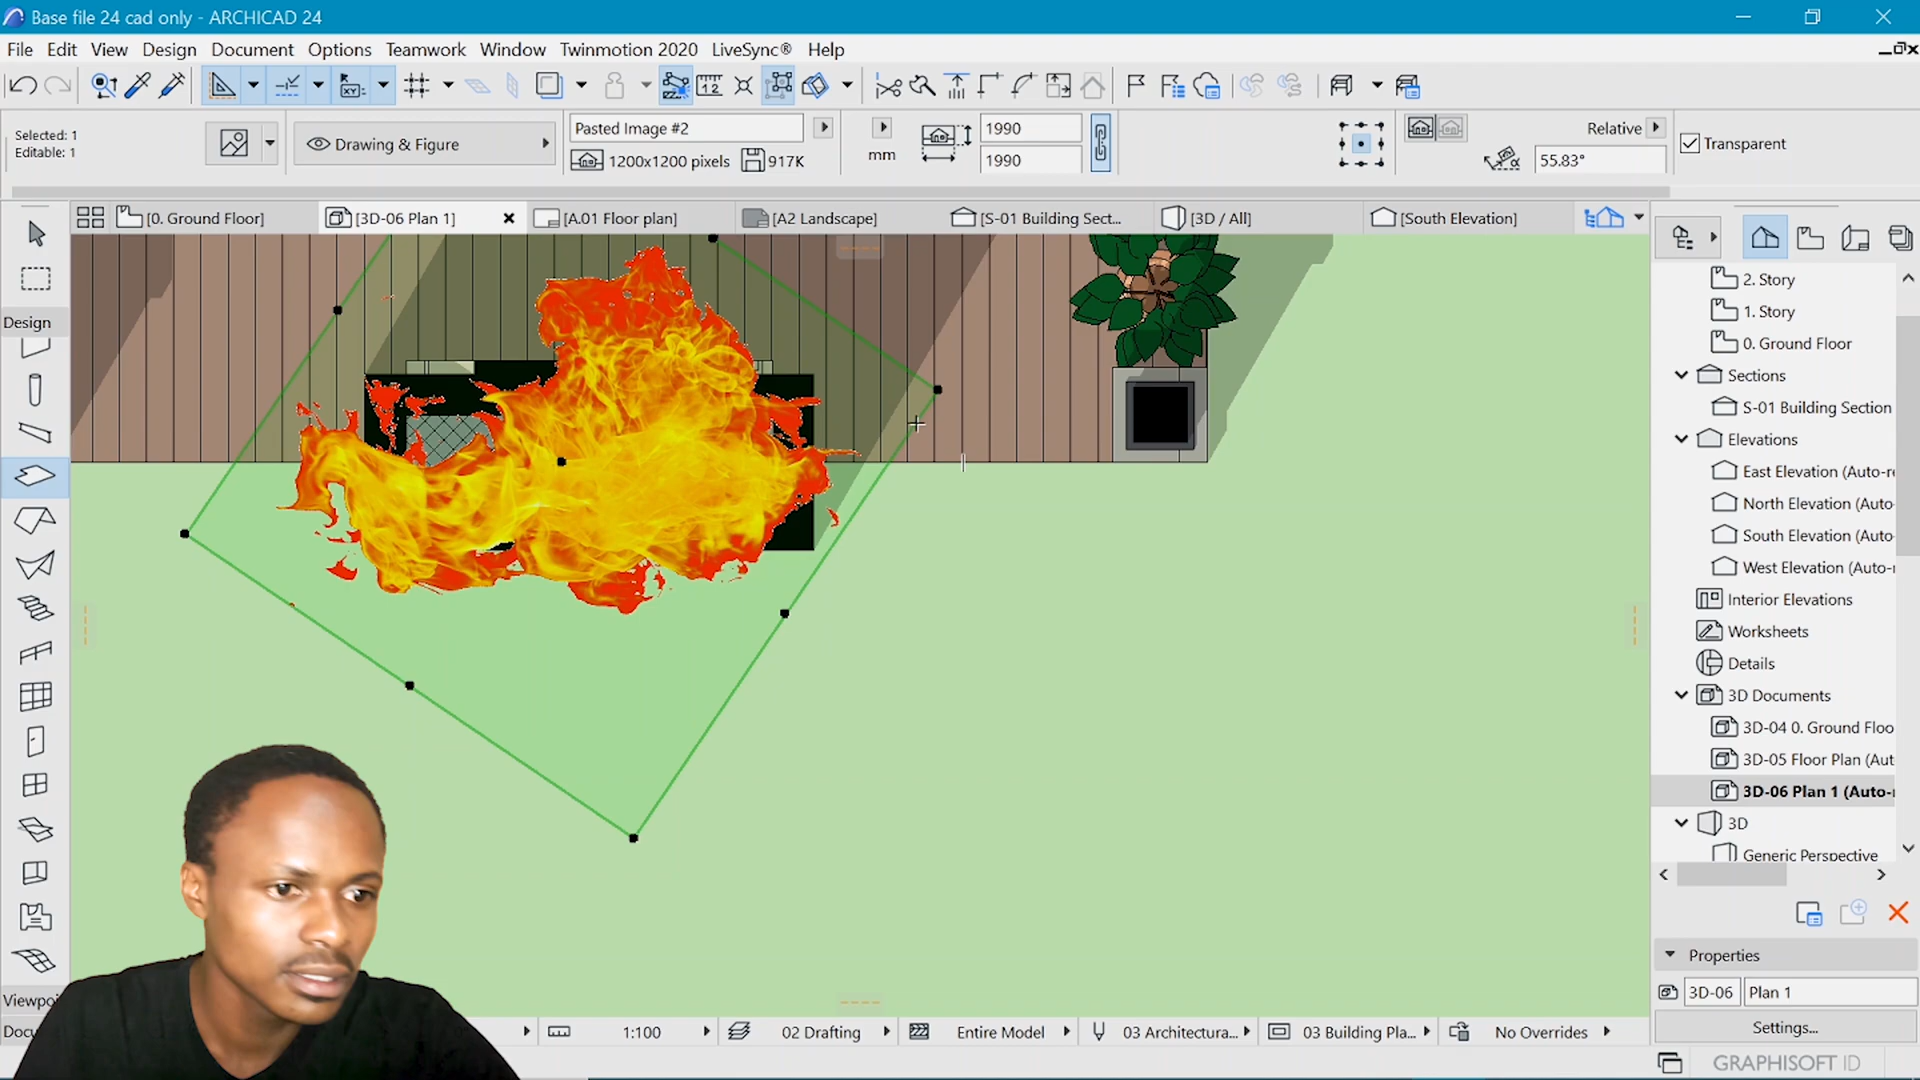 Base file 24 cad only - ARCHICAD 24
File Edit View Design Document Options Teamwork Window Twinmotion 2020 LiveSync® Help
Selected: 1
Editable: 1
Drawing & Figure
Pasted Image #2
1200x1200 pixels
917K
mm
1990
1990
Relative
55.83°
Transparent
[0. Ground Floor]
[3D-06 Plan 1]
[A.01 Floor plan]
[A2 Landscape]
[S-01 Building Sect...
[3D / All]
[South Elevation]
Design
Viewpoi
Docu
2. Story
1. Story
0. Ground Floor
Sections
S-01 Building Section
Elevations
East Elevation (Auto-re
North Elevation (Auto
South Elevation (Auto
West Elevation (Auto-r
Interior Elevations
Worksheets
Details
3D Documents
3D-04 0. Ground Floo
3D-05 Floor Plan (Aut
3D-06 Plan 1 (Auto-r
3D
Generic Perspective
Properties
3D-06
Plan 1
Settings...
1:100
02 Drafting
Entire Model
03 Architectura...
03 Building Pla...
No Overrides
GRAPHISOFT ID